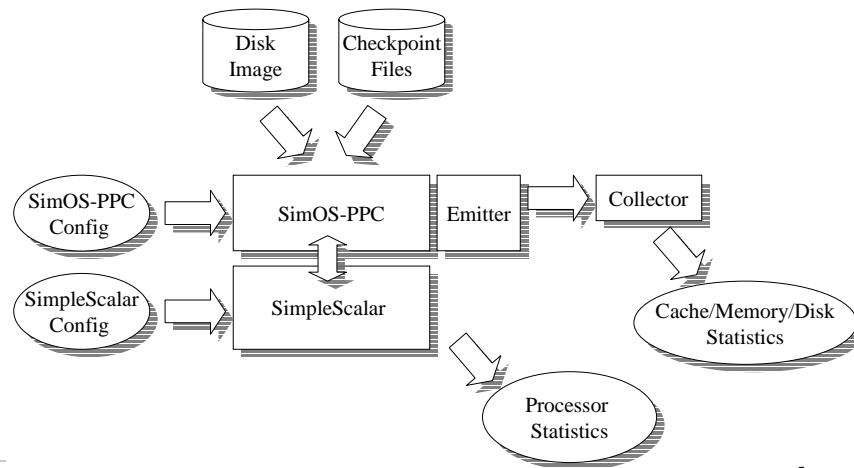 Disk
Image
Checkpoint
Files
SimOS-PPC
Config
SimOS-PPC
Emitter
Collector
SimpleScalar
Config
SimpleScalar
Cache/Memory/Disk
Statistics
Processor
Statistics